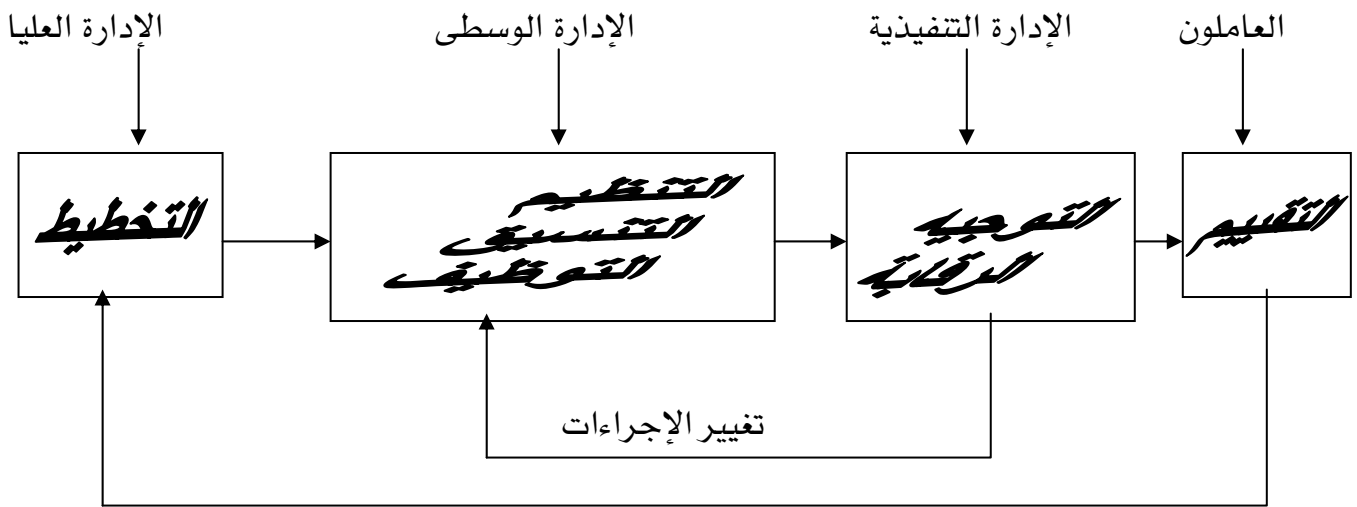 الإدارة العليا
الإدارة الوسطى
الإدارة التنفيذية
العاملون
التخطيط
التنظيم
التنسيق
التوظيف
التوجيه
الرقابة
التقييم
تغيير الإجراءات